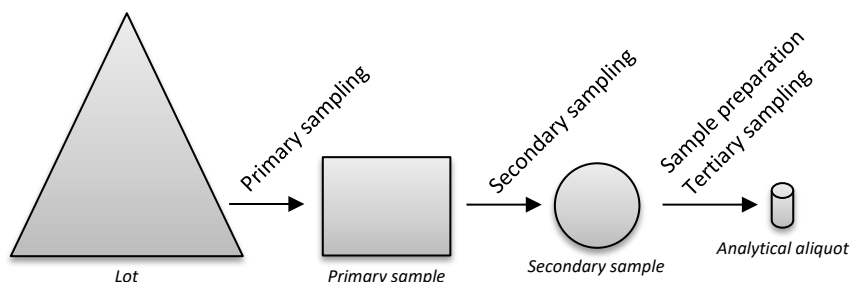 Primary sampling
Secondary sampling
Sample preparation
Tertiary sampling
Lot
Primary sample
Secondary sample
Analytical aliquot